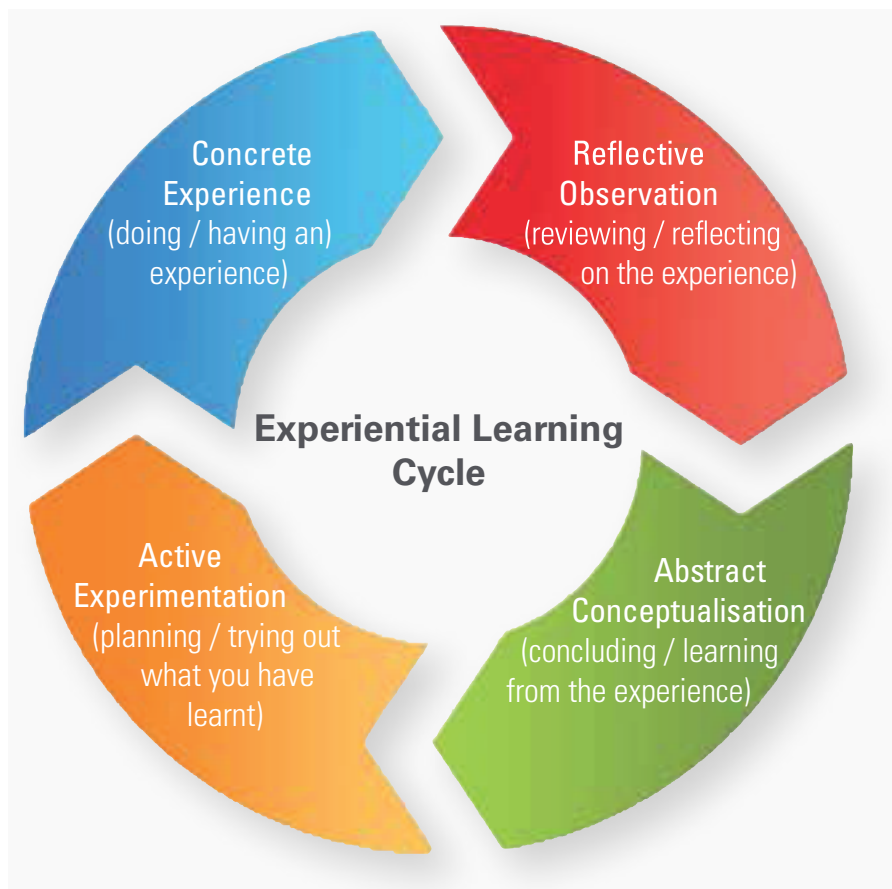 Concrete
Experience
(doing / having an)
experience)
Reflective
Observation
(reviewing / reflecting
on the experience)
Experiential Learning
Cycle
Abstract
Conceptualisation
(concluding / learning
from the experience)
Active
Experimentation
(planning / trying out
what you have
learnt)